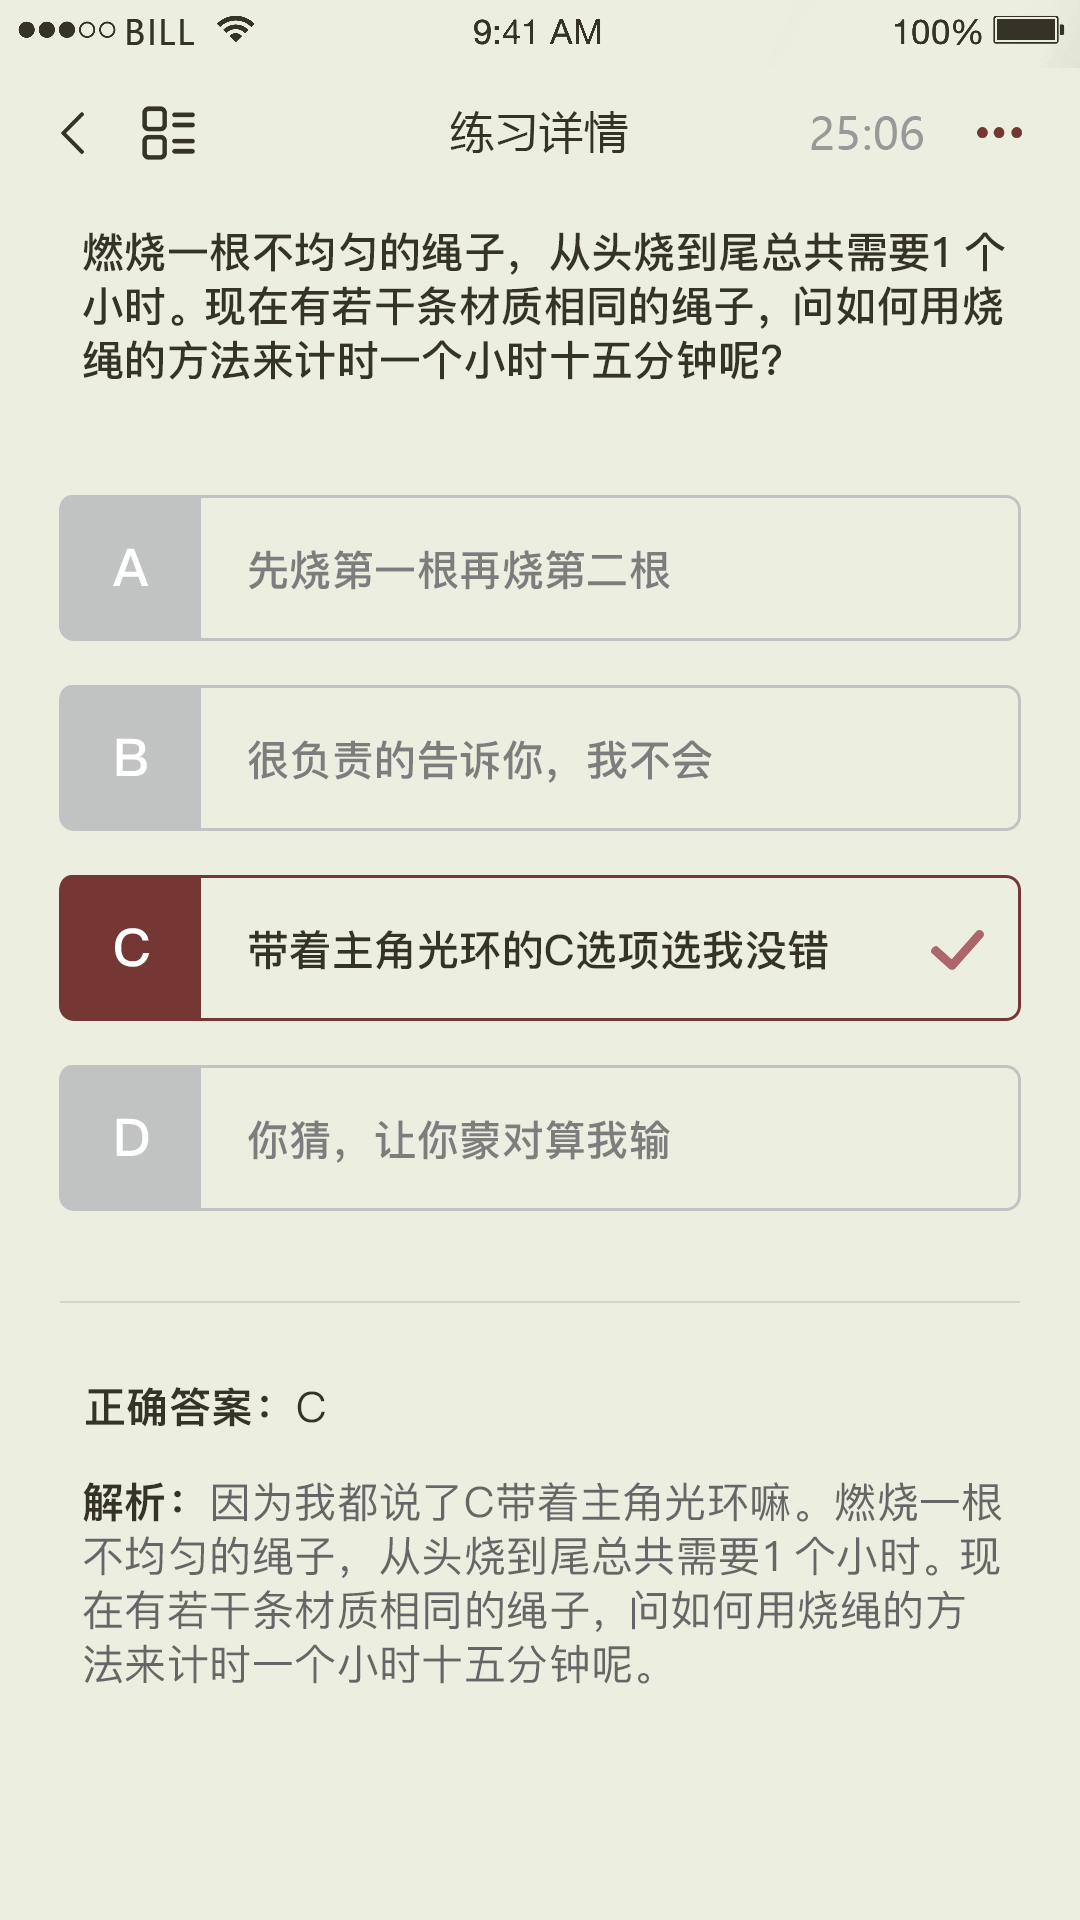 BILL 9:41 AM 100%
练习详情 25:06
燃烧一根不均匀的绳子，从头烧到尾总共需要1个
小时。现在有若干条材质相同的绳子，问如何用烧
绳的方法来计时一个小时十五分钟呢?
A 先烧第一根再烧第二根
B 很负责的告诉你，我不会
C 带着主角光环的C选项选我没错
D 你猜，让你蒙对算我输
正确答案：C
解析：因为我都说了C带着主角光环嘛。燃烧一根
不均匀的绳子，从头烧到尾总共需要1个小时。现
在有若干条材质相同的绳子，问如何用烧绳的方
法来计时一个小时十五分钟呢。